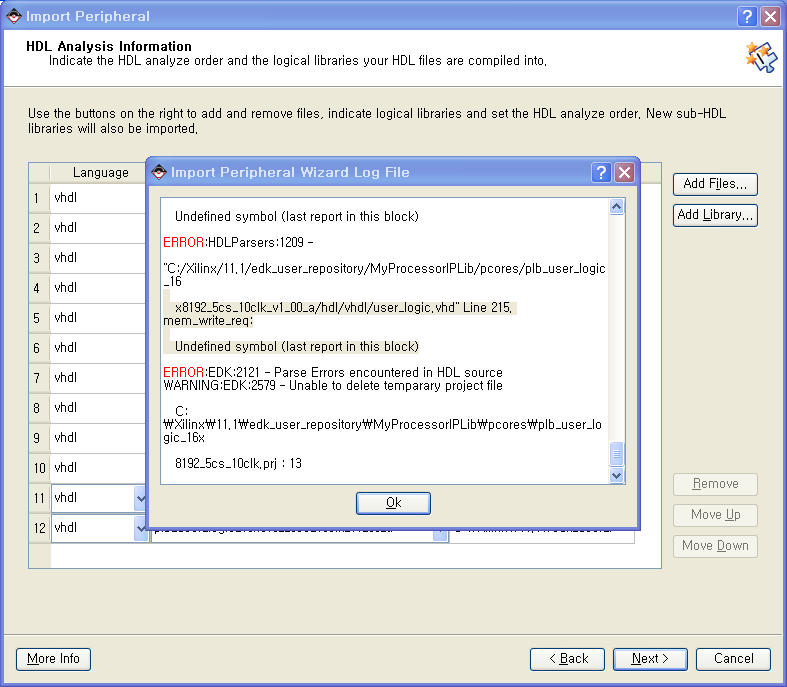 Import Peripheral
HDL Analysis Information
Indicate the HDL analyze order and the logical libraries your HDL files are compiled into.
Use the buttons on the right to add and remove files, indicate logical libraries and set the HDL analyze order. New sub-HDL
libraries will also be imported.
Language
1 vhdl
2 vhdl
3 vhdl
4 vhdl
5 vhdl
6 vhdl
7 vhdl
8 vhdl
9 vhdl
10 vhdl
11 vhdl
12 vhdl
Import Peripheral Wizard Log File
Undefined symbol (last report in this block)
ERROR:HDLParsers:1209 -
"C:/Xilinx/11.1/edk_user_repository/MyProcessorIPLib/pcores/plb_user_logic
_16
x8192_5cs_10clk_v1_00_a/hdl/vhdl/user_logic.vhd" Line 215.
mem_write_req:
Undefined symbol (last report in this block)
ERROR:EDK:2121 - Parse Errors encountered in HDL source
WARNING:EDK:2579 - Unable to delete temparary project file
C:
₩Xilinx₩11.1₩edk_user_repository₩MyProcessorIPLib₩pcores₩plb_user_lo
gic_16x
8192_5cs_10clk.prj : 13
Ok
Add Files...
Add Library...
Remove
Move Up
Move Down
More Info
< Back
Next >
Cancel